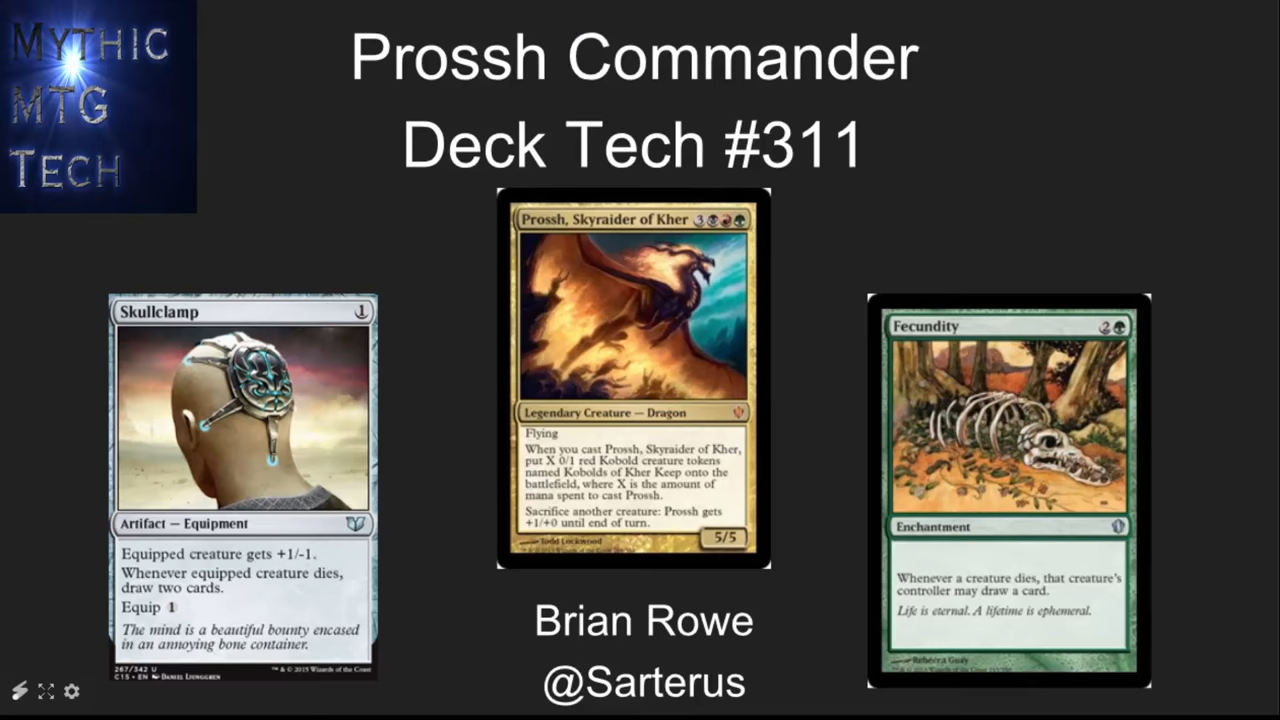 MYTHIC
MTG
TECH
Prossh Commander
Deck Tech #311
Skullclamp 1
Artifact — Equipment
Equipped creature gets +1/-1.
Whenever equipped creature dies,
draw two cards.
Equip 1
The mind is a beautiful bounty encased
in an annoying bone container.
267/342 U
C15 • EN Daniel Ljunggren
™ & © 2015 Wizards of the Coast
Prossh, Skyraider of Kher 3
Legendary Creature — Dragon
Flying
When you cast Prossh, Skyraider of Kher,
put X 0/1 red Kobold creature tokens
named Kobolds of Kher Keep onto the
battlefield, where X is the amount of
mana spent to cast Prossh.
Sacrifice another creature: Prossh gets
+1/+0 until end of turn.
Todd Lockwood
5/5
Fecundity 2
Enchantment
Whenever a creature dies, that creature's
controller may draw a card.
Life is eternal. A lifetime is ephemeral.
Rebecca Guay
Brian Rowe
@Sarterus